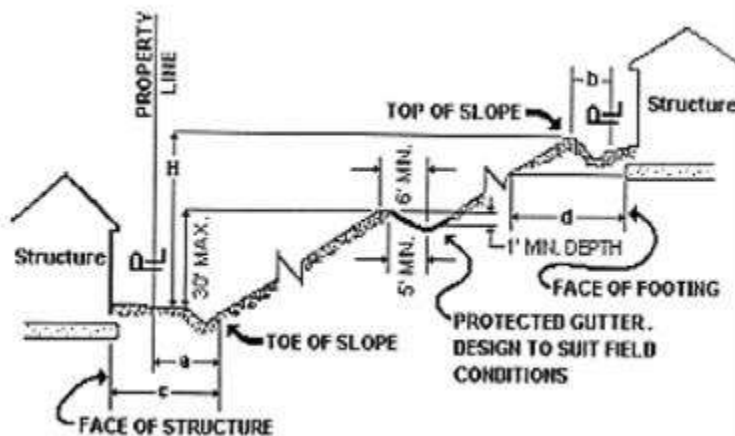 PROPERTY
LINE
TOP OF SLOPE
b
Structure
H
6' MIN.
30' MAX.
5' MIN.
d
1' MIN. DEPTH
Structure
FACE OF FOOTING
PROTECTED GUTTER.
DESIGN TO SUIT FIELD
CONDITIONS
TOE OF SLOPE
a
c
FACE OF STRUCTURE